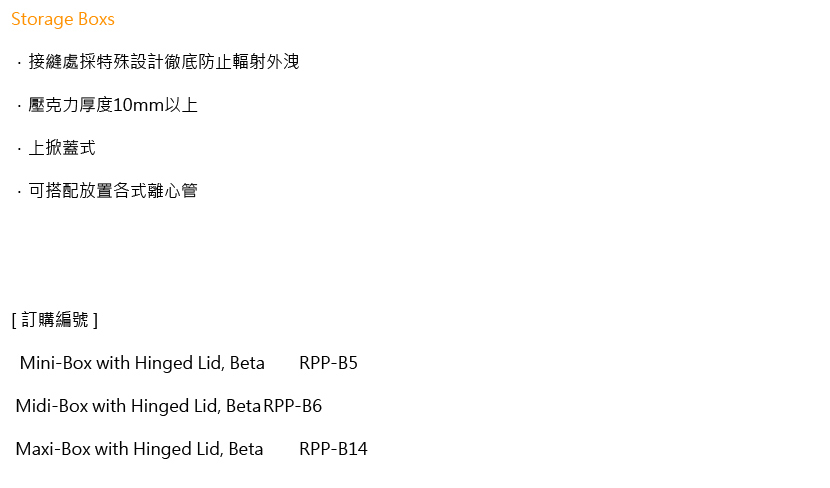 Storage Boxs
．接縫處採特殊設計徹底防止輻射外洩
．壓克力厚度10mm以上
．上掀蓋式
．可搭配放置各式離心管
[ 訂購編號 ]
Mini-Box with Hinged Lid, Beta RPP-B5
Midi-Box with Hinged Lid, Beta RPP-B6
Maxi-Box with Hinged Lid, Beta RPP-B14